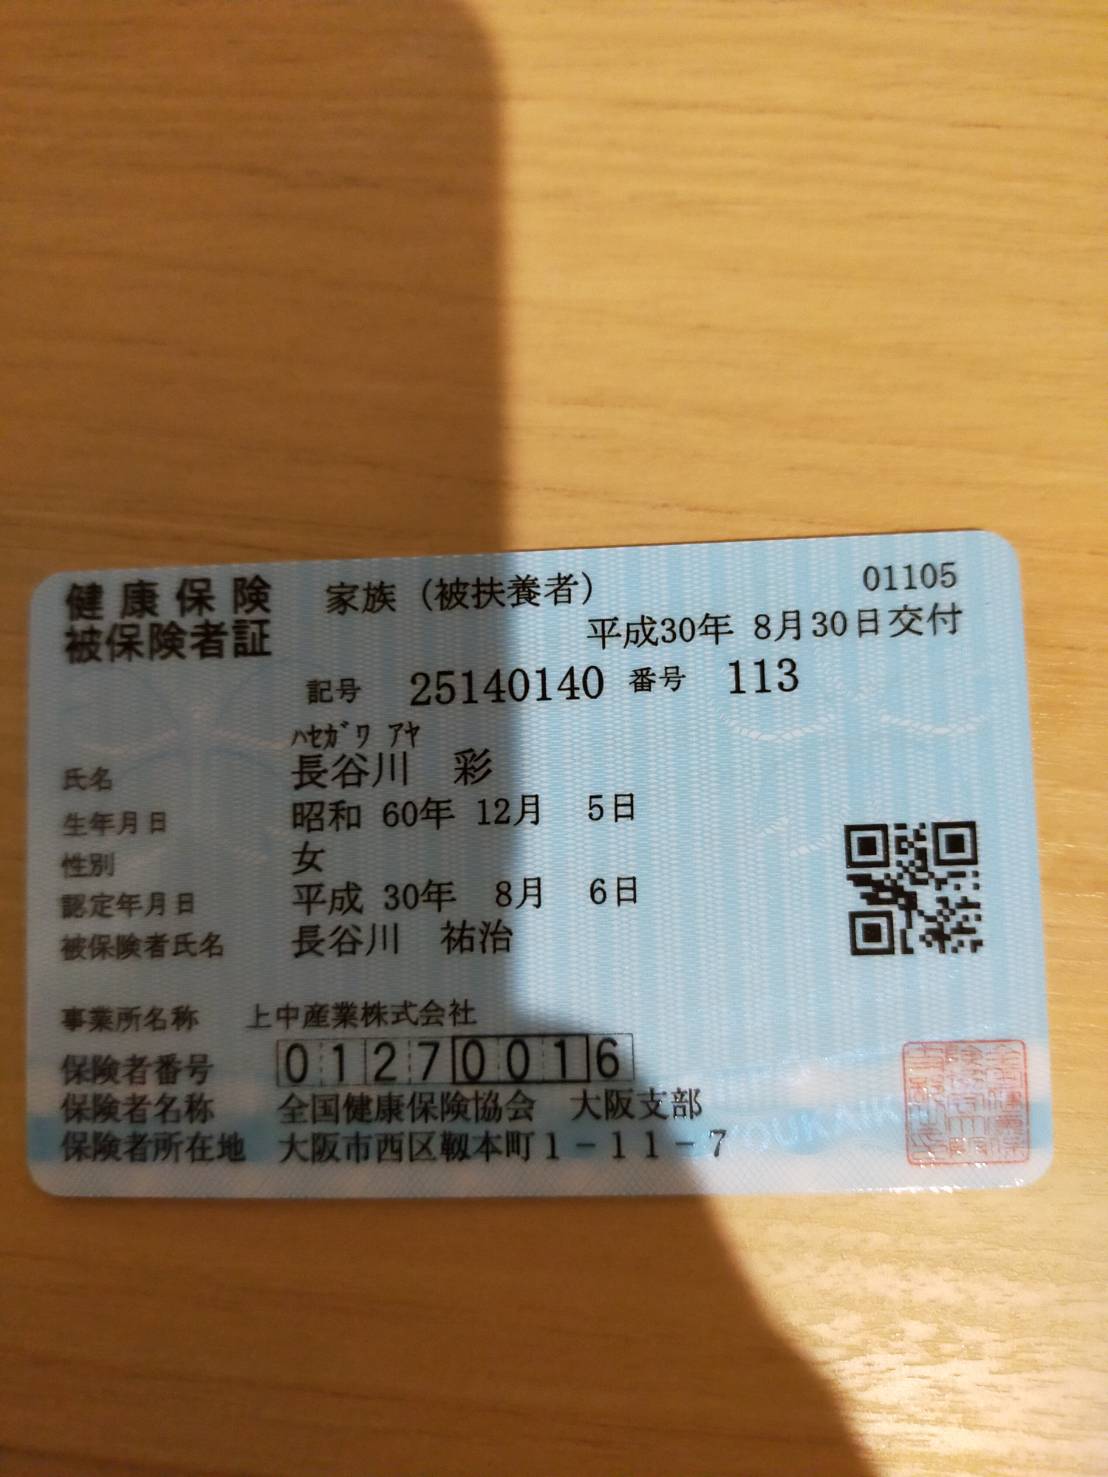 健康保険 家族（被扶養者） 01105
被保険者証 平成30年 8月30日交付
記号 25140140 番号 113
ﾊｾｶﾞﾜ ｱﾔ
氏名 長谷川 彩
生年月日 昭和 60年 12月 5日
性別 女
認定年月日 平成 30年 8月 6日
被保険者氏名 長谷川 祐治
事業所名称 上中産業株式会社
保険者番号 01270016
保険者名称 全国健康保険協会 大阪支部
保険者所在地 大阪市西区靱本町1－11－7